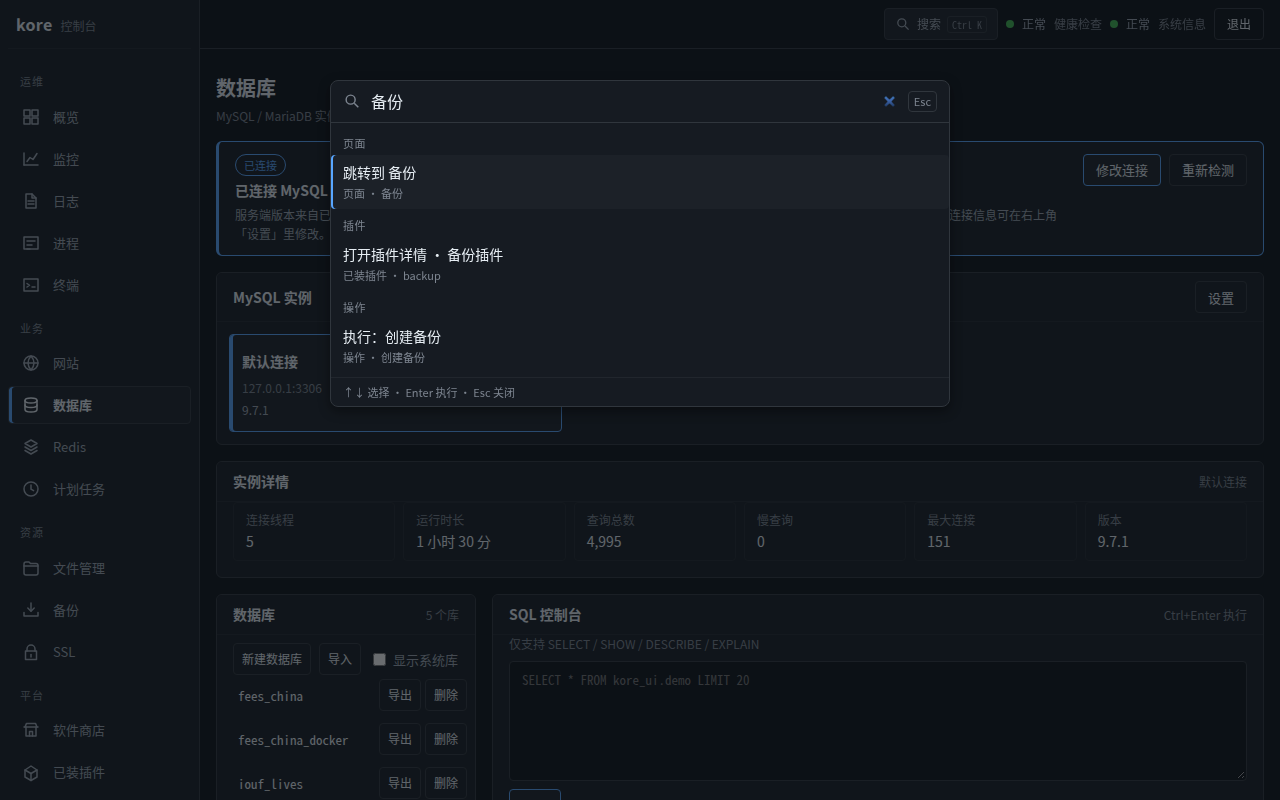 kore 控制台
搜索 Ctrl K
正常 健康检查
正常 系统信息
退出
运维
概览
监控
日志
进程
终端
业务
网站
数据库
Redis
计划任务
资源
文件管理
备份
SSL
平台
软件商店
已装插件
数据库
MySQL / MariaDB
备份
Esc
页面
跳转到 备份
页面 · 备份
插件
打开插件详情 · 备份插件
已装插件 · backup
操作
执行：创建备份
操作 · 创建备份
↑↓ 选择 · Enter 执行 · Esc 关闭
已连接
已连接 MySQL
服务端版本来自已
连接信息可在右上角
「设置」里修改。
修改连接
重新检测
MySQL 实例
设置
默认连接
127.0.0.1:3306
9.7.1
实例详情
默认连接
连接线程
5
运行时长
1 小时 30 分
查询总数
4,995
慢查询
0
最大连接
151
版本
9.7.1
数据库
5 个库
新建数据库
导入
显示系统库
fees_china 导出 删除
fees_china_docker 导出 删除
iouf_lives 导出 删除
SQL 控制台
Ctrl+Enter 执行
仅支持 SELECT / SHOW / DESCRIBE / EXPLAIN
SELECT * FROM kore_ui.demo LIMIT 20